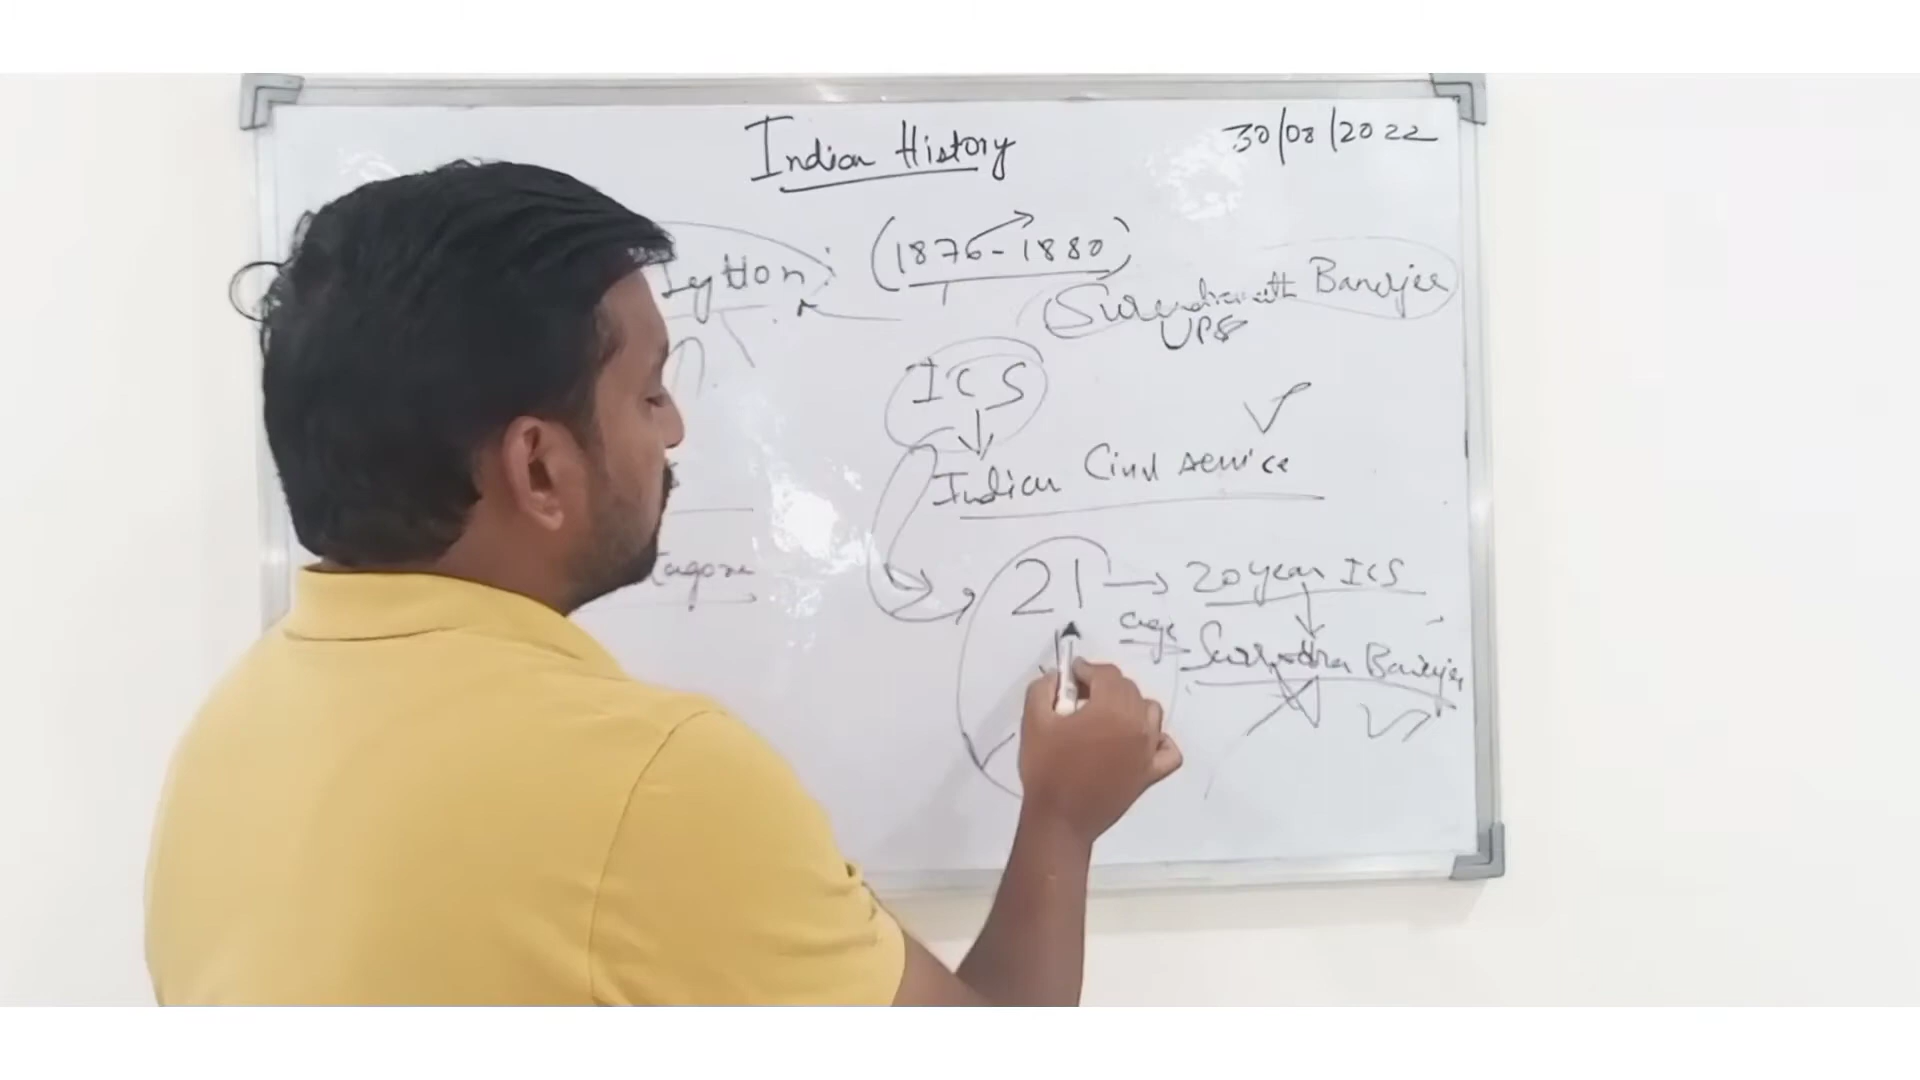 Indian History
30/08/2022
Lytton: (1876-1880)
Surendranath Banerjee
UPS
ICS
Indian Civil Service
21 → 20 year ICS
age
Surendra Banerjee
Tagore